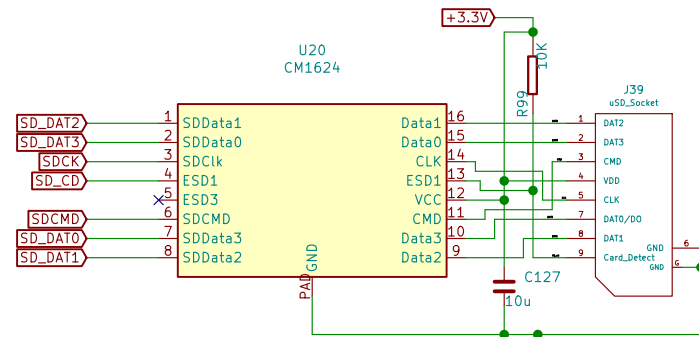 +3.3V
U20
CM1624
10K
R99
J39
uSD_Socket
SD_DAT2
SD_DAT3
SDCK
SD_CD
SDCMD
SD_DAT0
SD_DAT1
1 SDData1 Data1 16
2 SDData0 Data0 15
3 SDClk CLK 14
4 ESD1 ESD1 13
5 ESD3 VCC 12
6 SDCMD CMD 11
7 SDData3 Data3 10
8 SDData2 Data2 9
PAD GND
1 DAT2
2 DAT3
3 CMD
4 VDD
5 CLK
7 DAT0/DO
8 DAT1
9 Card_Detect
GND 6
GND G
C127
10u